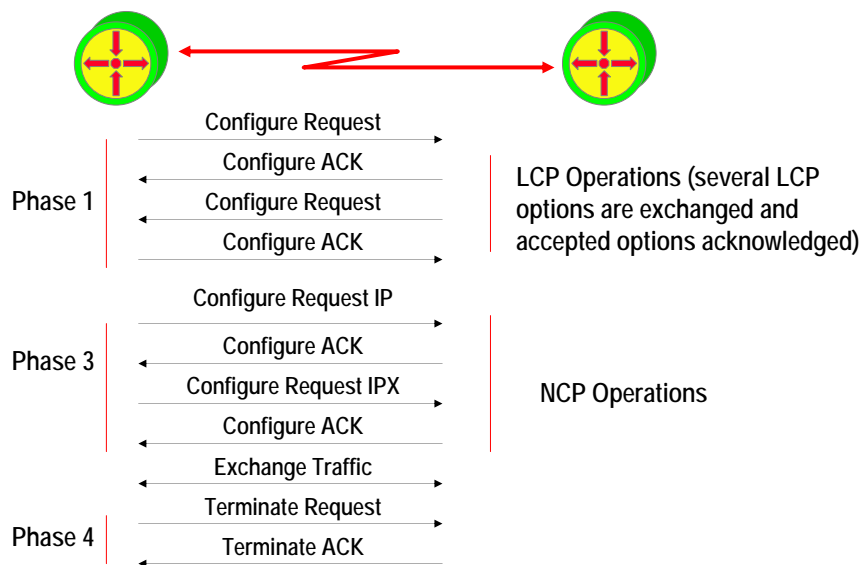 Configure Request
Configure ACK
Phase 1
Configure Request
Configure ACK
LCP Operations (several LCP
options are exchanged and
accepted options acknowledged)
Configure Request IP
Configure ACK
Phase 3
Configure Request IPX
Configure ACK
NCP Operations
Exchange Traffic
Terminate Request
Phase 4
Terminate ACK